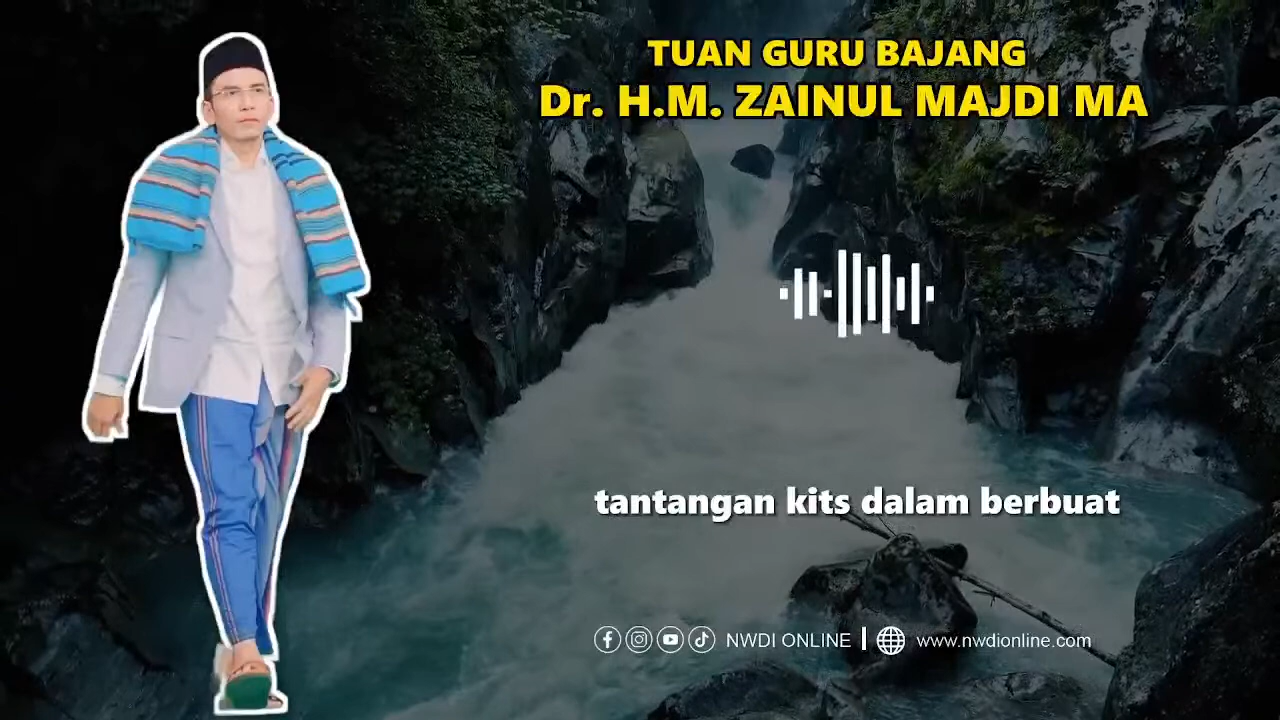 TUAN GURU BAJANG
Dr. H.M. ZAINUL MAJDI MA
tantangan kits dalam berbuat
NWDI ONLINE | www.nwdionline.com